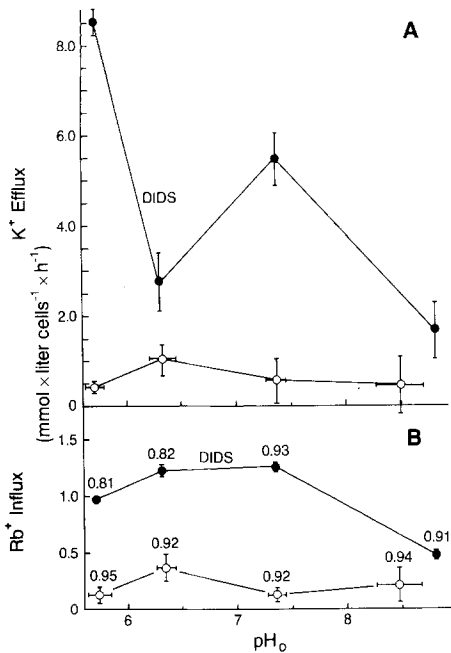 A
8.0
6.0
4.0
2.0
0
K⁺ Efflux
(mmol × liter cells⁻¹ × h⁻¹)
DIDS
B
1.5
1.0
0.5
0
Rb⁺ Influx
DIDS
0.81
0.82
0.93
0.91
0.95
0.92
0.92
0.94
6
7
8
pHₒ